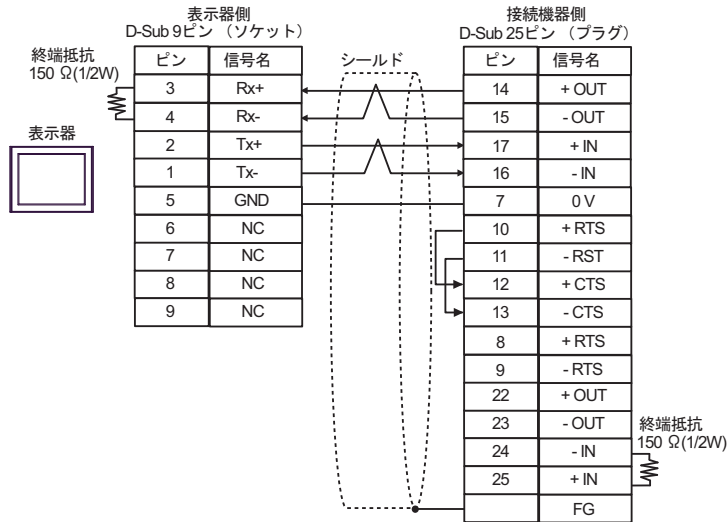 表示器側
D-Sub 9ピン （ソケット）
終端抵抗
150 Ω(1/2W)
表示器
ピン 信号名
3 Rx+
4 Rx-
2 Tx+
1 Tx-
5 GND
6 NC
7 NC
8 NC
9 NC
シールド
接続機器側
D-Sub 25ピン （プラグ）
ピン 信号名
14 + OUT
15 - OUT
17 + IN
16 - IN
7 0 V
10 + RTS
11 - RST
12 + CTS
13 - CTS
8 + RTS
9 - RTS
22 + OUT
23 - OUT
24 - IN
25 + IN
FG
終端抵抗
150 Ω(1/2W)